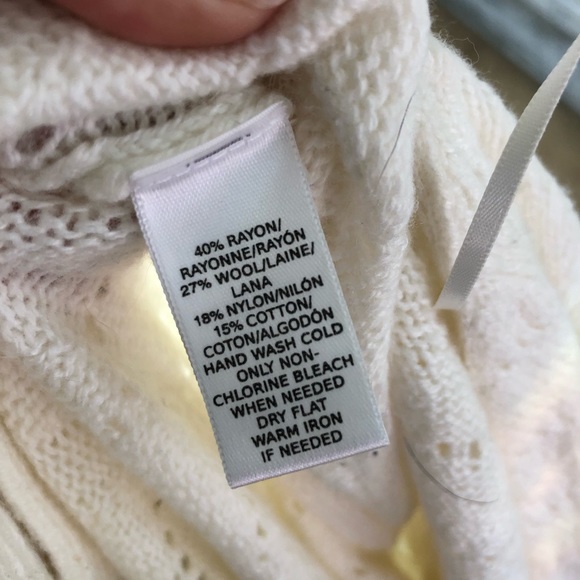 40% RAYON/
RAYONNE/RAYÓN
27% WOOL/LAINE/
LANA
18% NYLON/NILÓN
15% COTTON/
COTON/ALGODÓN
HAND WASH COLD
ONLY NON-
CHLORINE BLEACH
WHEN NEEDED
DRY FLAT
WARM IRON
IF NEEDED